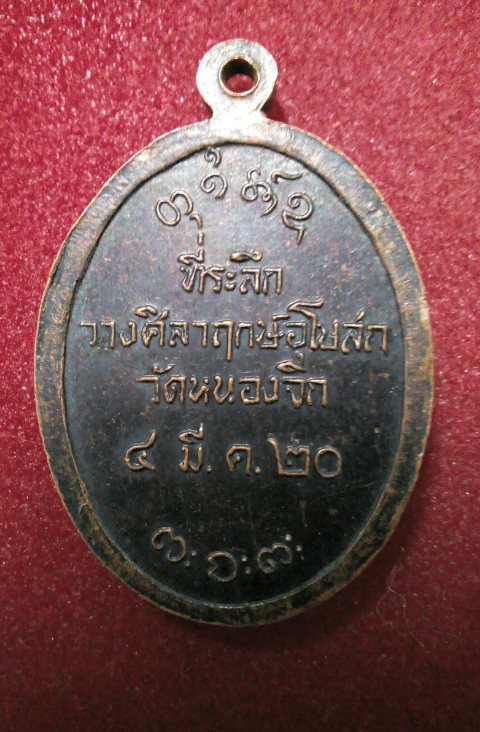 ที่ระลึก
วางศิลาฤกษ์อุโบสถ
วัดหนองจิก
๔ มี.ค.๒๐